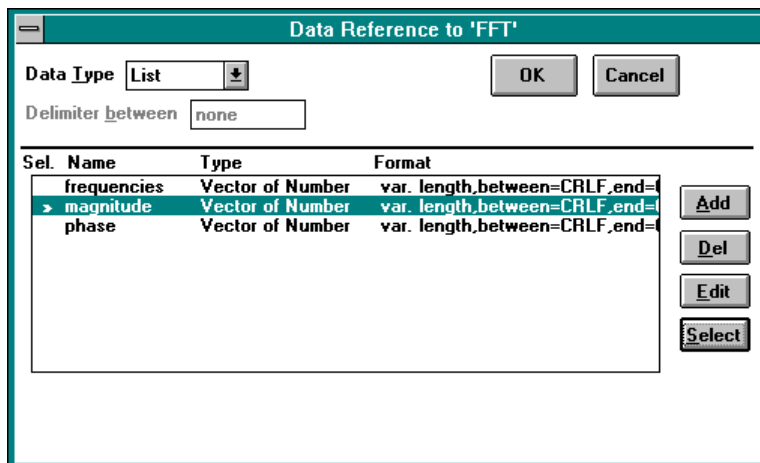 Data Reference to 'FFT'
Data Type List OK Cancel
Delimiter between none
Sel. Name Type Format
frequencies Vector of Number var. length,between=CRLF,end=
> magnitude Vector of Number var. length,between=CRLF,end=
phase Vector of Number var. length,between=CRLF,end=
Add
Del
Edit
Select